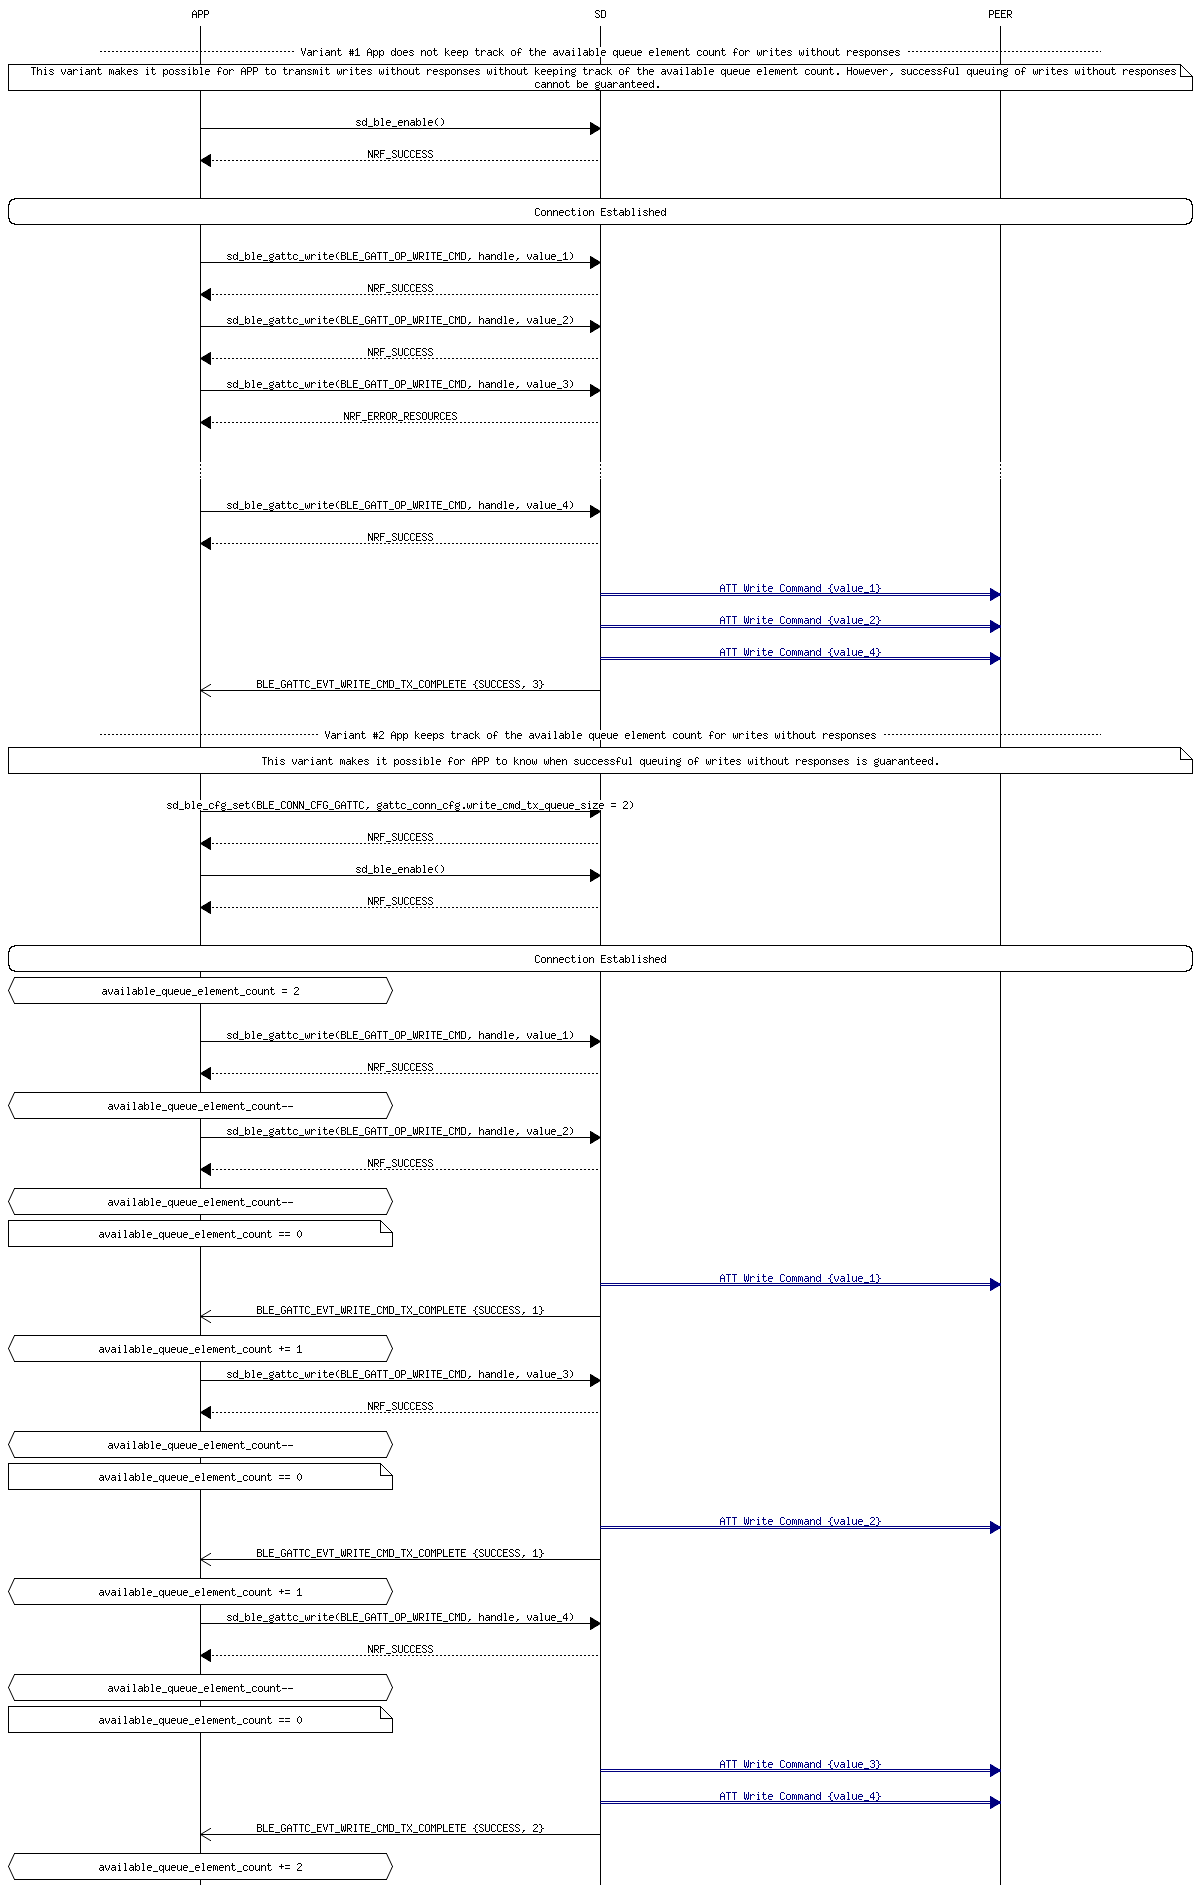 APP SD PEER
Variant #1 App does not keep track of the available queue element count for writes without responses
This variant makes it possible for APP to transmit writes without responses without keeping track of the available queue element count. However, successful queuing of writes without responses
cannot be guaranteed.
sd_ble_enable()
NRF_SUCCESS
Connection Established
sd_ble_gattc_write(BLE_GATT_OP_WRITE_CMD, handle, value_1)
NRF_SUCCESS
sd_ble_gattc_write(BLE_GATT_OP_WRITE_CMD, handle, value_2)
NRF_SUCCESS
sd_ble_gattc_write(BLE_GATT_OP_WRITE_CMD, handle, value_3)
NRF_ERROR_RESOURCES
sd_ble_gattc_write(BLE_GATT_OP_WRITE_CMD, handle, value_4)
NRF_SUCCESS
ATT Write Command {value_1}
ATT Write Command {value_2}
ATT Write Command {value_4}
BLE_GATTC_EVT_WRITE_CMD_TX_COMPLETE {SUCCESS, 3}
Variant #2 App keeps track of the available queue element count for writes without responses
This variant makes it possible for APP to know when successful queuing of writes without responses is guaranteed.
sd_ble_cfg_set(BLE_CONN_CFG_GATTC, gattc_conn_cfg.write_cmd_tx_queue_size = 2)
NRF_SUCCESS
sd_ble_enable()
NRF_SUCCESS
Connection Established
available_queue_element_count = 2
sd_ble_gattc_write(BLE_GATT_OP_WRITE_CMD, handle, value_1)
NRF_SUCCESS
available_queue_element_count--
sd_ble_gattc_write(BLE_GATT_OP_WRITE_CMD, handle, value_2)
NRF_SUCCESS
available_queue_element_count--
available_queue_element_count == 0
ATT Write Command {value_1}
BLE_GATTC_EVT_WRITE_CMD_TX_COMPLETE {SUCCESS, 1}
available_queue_element_count += 1
sd_ble_gattc_write(BLE_GATT_OP_WRITE_CMD, handle, value_3)
NRF_SUCCESS
available_queue_element_count--
available_queue_element_count == 0
ATT Write Command {value_2}
BLE_GATTC_EVT_WRITE_CMD_TX_COMPLETE {SUCCESS, 1}
available_queue_element_count += 1
sd_ble_gattc_write(BLE_GATT_OP_WRITE_CMD, handle, value_4)
NRF_SUCCESS
available_queue_element_count--
available_queue_element_count == 0
ATT Write Command {value_3}
ATT Write Command {value_4}
BLE_GATTC_EVT_WRITE_CMD_TX_COMPLETE {SUCCESS, 2}
available_queue_element_count += 2